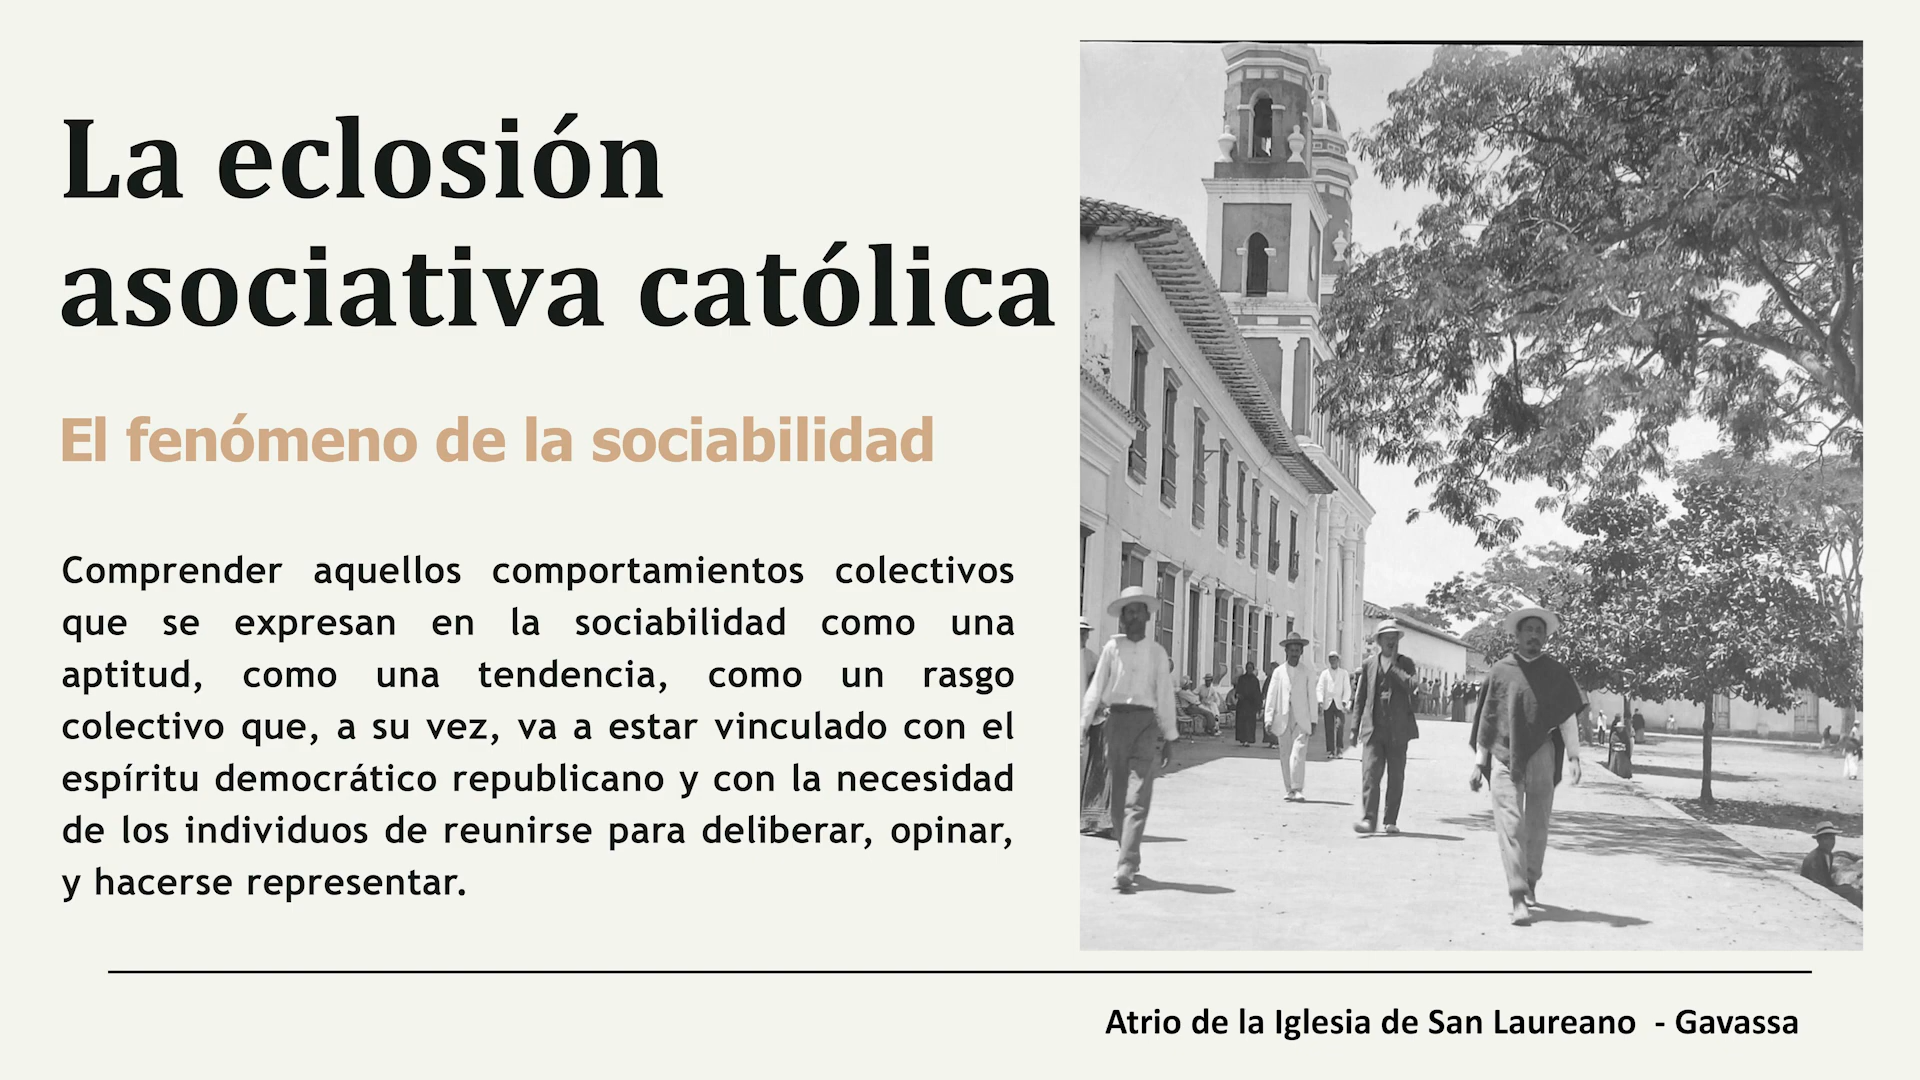 La eclosión
asociativa católica
El fenómeno de la sociabilidad
Comprender aquellos comportamientos colectivos
que se expresan en la sociabilidad como una
aptitud, como una tendencia, como un rasgo
colectivo que, a su vez, va a estar vinculado con el
espíritu democrático republicano y con la necesidad
de los individuos de reunirse para deliberar, opinar,
y hacerse representar.
Atrio de la Iglesia de San Laureano - Gavassa